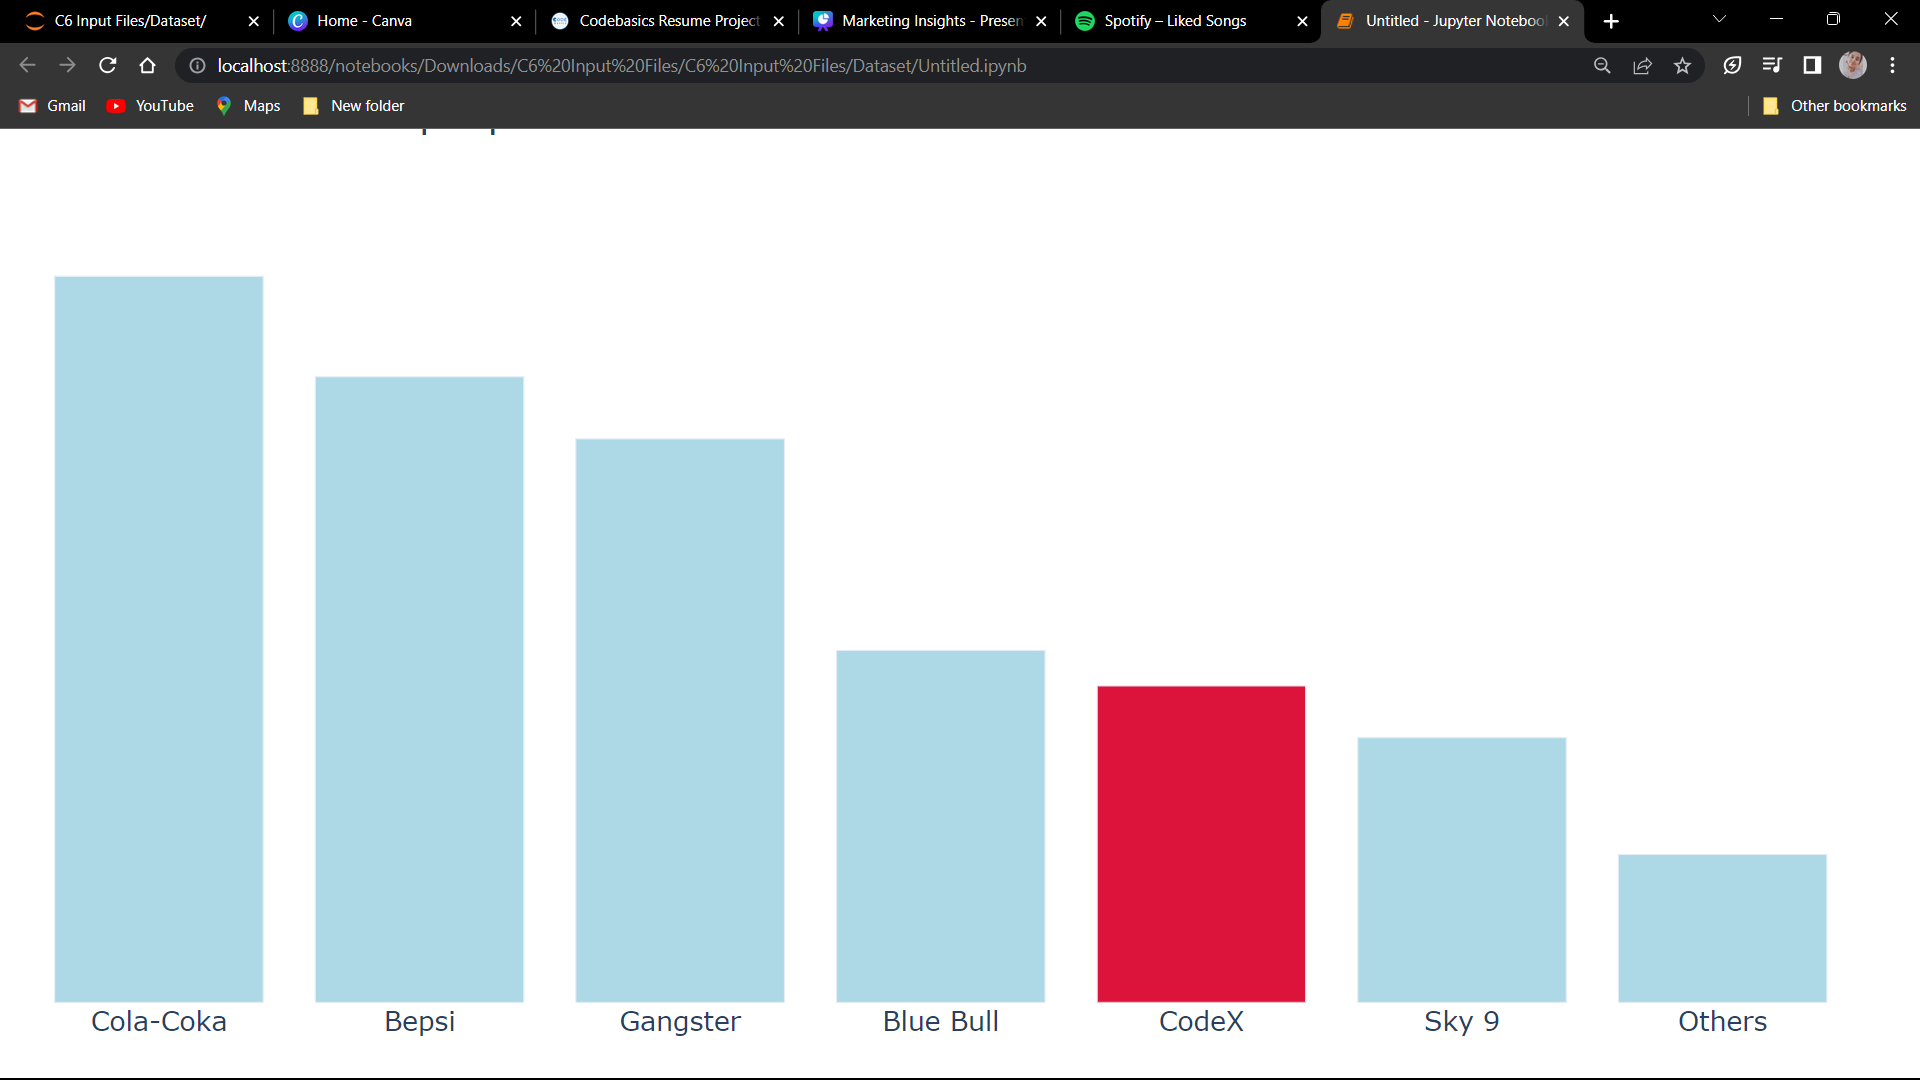 C6 Input Files/Dataset/
Home - Canva
Codebasics Resume Project
Marketing Insights - Presen
Spotify – Liked Songs
Untitled - Jupyter Notebook
localhost:8888/notebooks/Downloads/C6%20Input%20Files/C6%20Input%20Files/Dataset/Untitled.ipynb
Gmail
YouTube
Maps
New folder
Other bookmarks
Cola-Coka
Bepsi
Gangster
Blue Bull
CodeX
Sky 9
Others